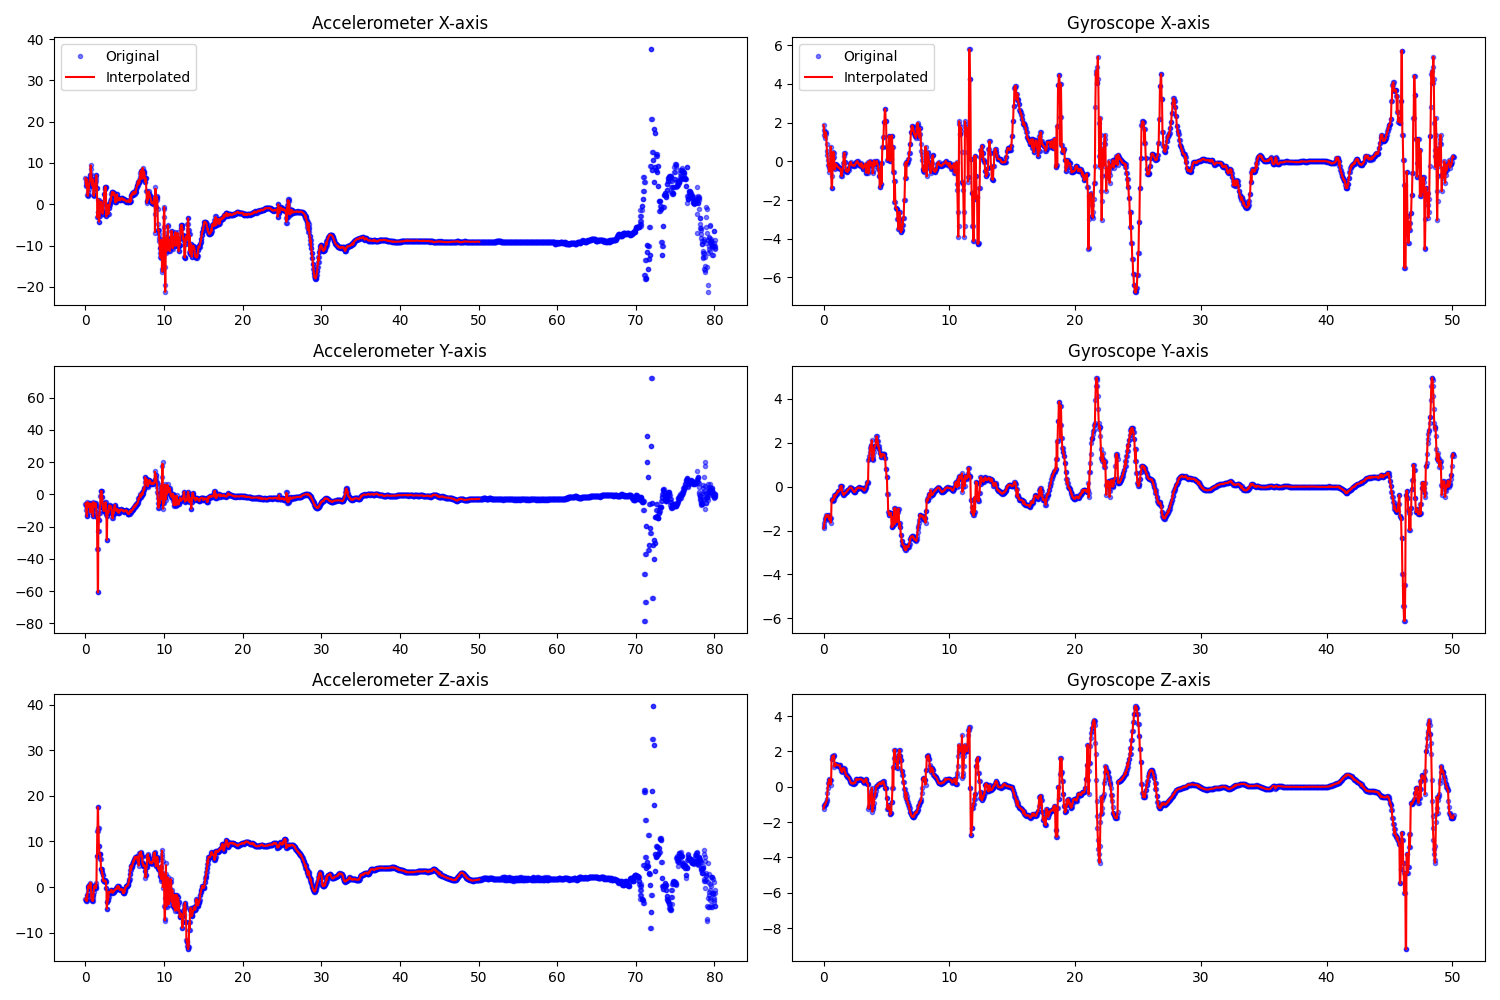 Accelerometer X-axis
Original
Interpolated
40
30
20
10
0
−10
−20
0 10 20 30 40 50 60 70 80
Gyroscope X-axis
Original
Interpolated
6
4
2
0
−2
−4
−6
0 10 20 30 40 50
Accelerometer Y-axis
60
40
20
0
−20
−40
−60
−80
0 10 20 30 40 50 60 70 80
Gyroscope Y-axis
4
2
0
−2
−4
−6
0 10 20 30 40 50
Accelerometer Z-axis
40
30
20
10
0
−10
0 10 20 30 40 50 60 70 80
Gyroscope Z-axis
4
2
0
−2
−4
−6
−8
0 10 20 30 40 50